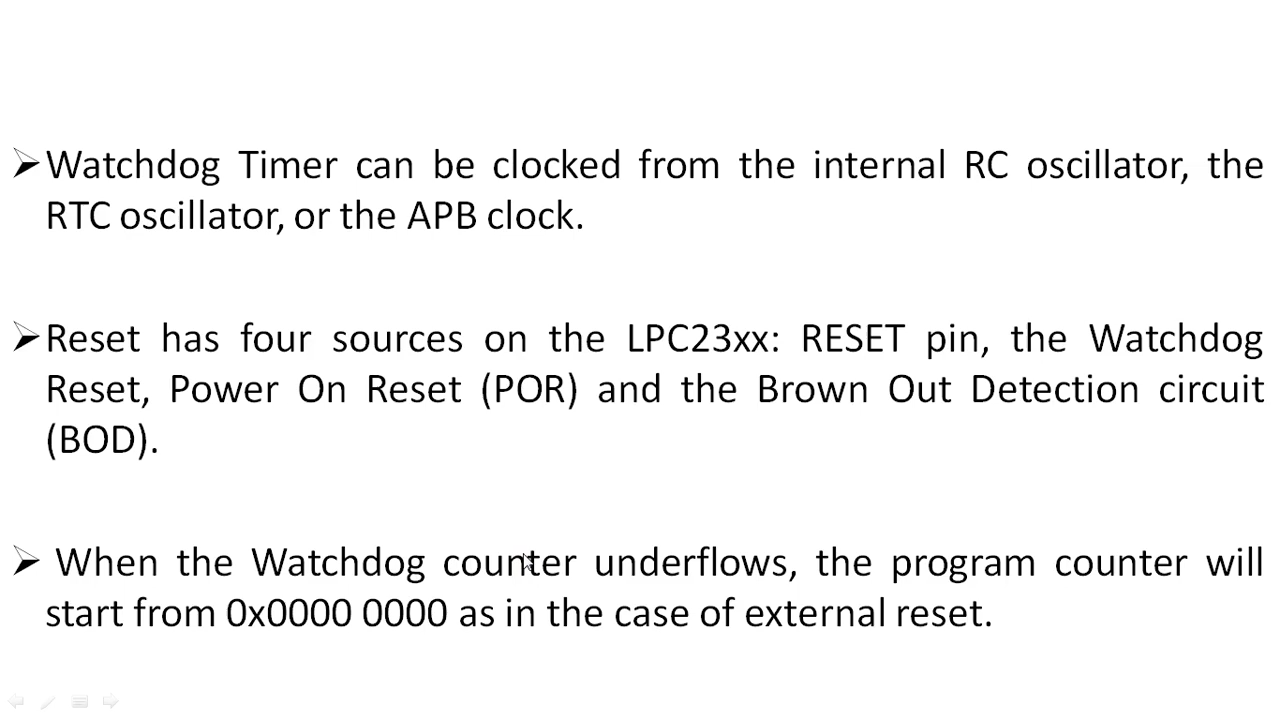 ➢Watchdog Timer can be clocked from the internal RC oscillator, the
RTC oscillator, or the APB clock.
➢Reset has four sources on the LPC23xx: RESET pin, the Watchdog
Reset, Power On Reset (POR) and the Brown Out Detection circuit
(BOD).
➢ When the Watchdog counter underflows, the program counter will
start from 0x0000 0000 as in the case of external reset.